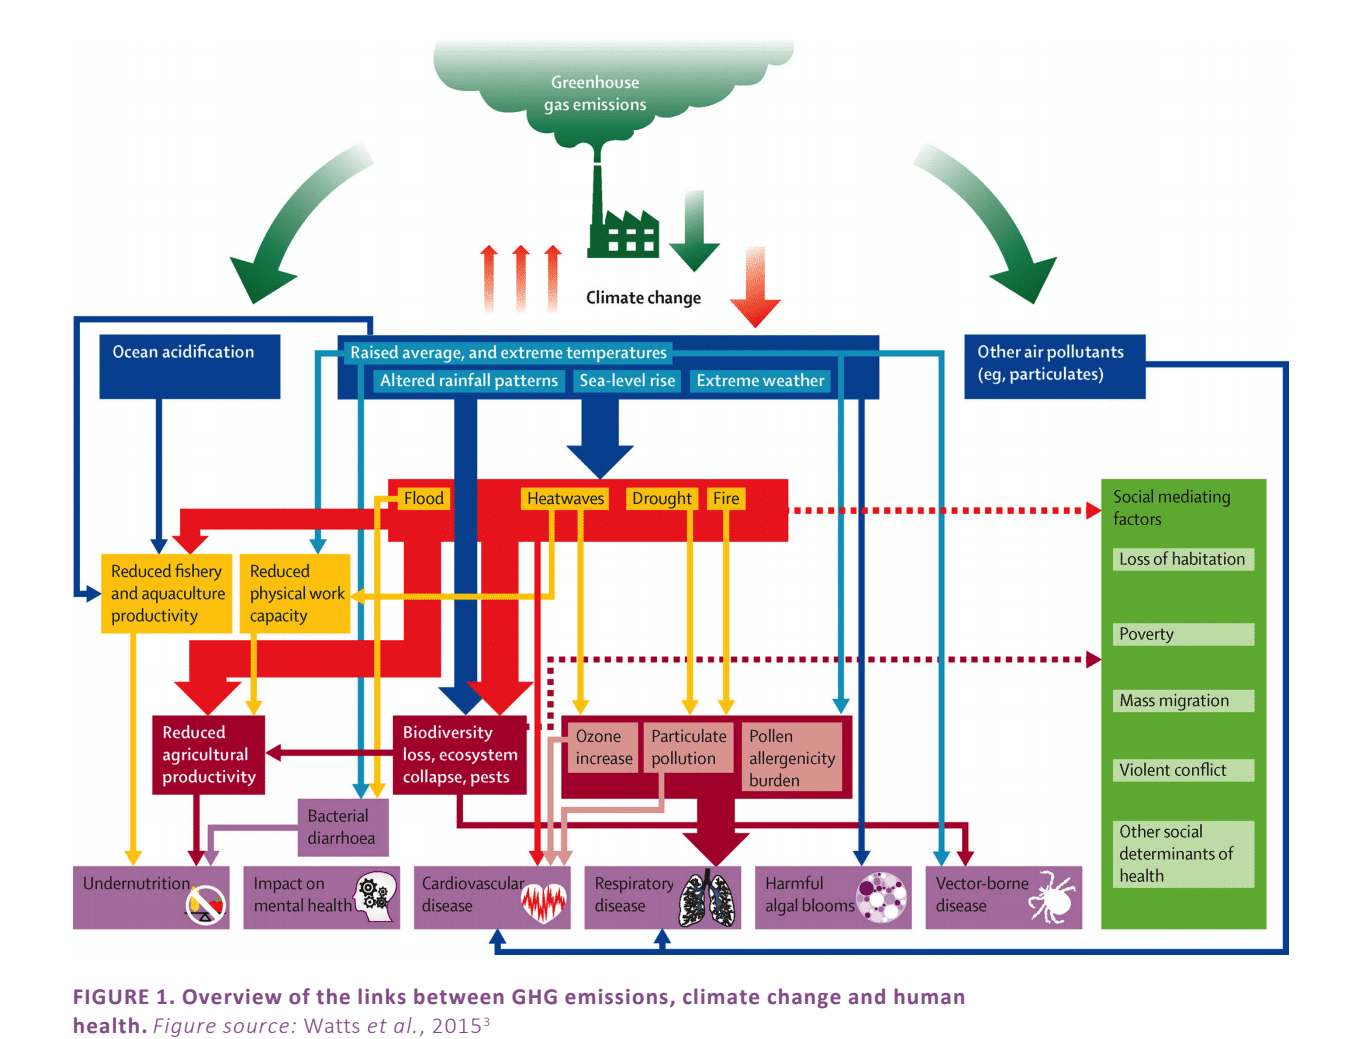 Greenhouse
gas emissions
Climate change
Ocean acidification
Raised average, and extreme temperatures
Altered rainfall patterns
Sea-level rise
Extreme weather
Other air pollutants
(eg, particulates)
Flood
Heatwaves
Drought
Fire
Social mediating
factors
Loss of habitation
Poverty
Mass migration
Violent conflict
Other social
determinants of
health
Reduced fishery
and aquaculture
productivity
Reduced
physical work
capacity
Reduced
agricultural
productivity
Biodiversity
loss, ecosystem
collapse, pests
Ozone
increase
Particulate
pollution
Pollen
allergenicity
burden
Bacterial
diarrhoea
Undernutrition
Impact on
mental health
Cardiovascular
disease
Respiratory
disease
Harmful
algal blooms
Vector-borne
disease
FIGURE 1. Overview of the links between GHG emissions, climate change and human
health. Figure source: Watts et al., 2015³